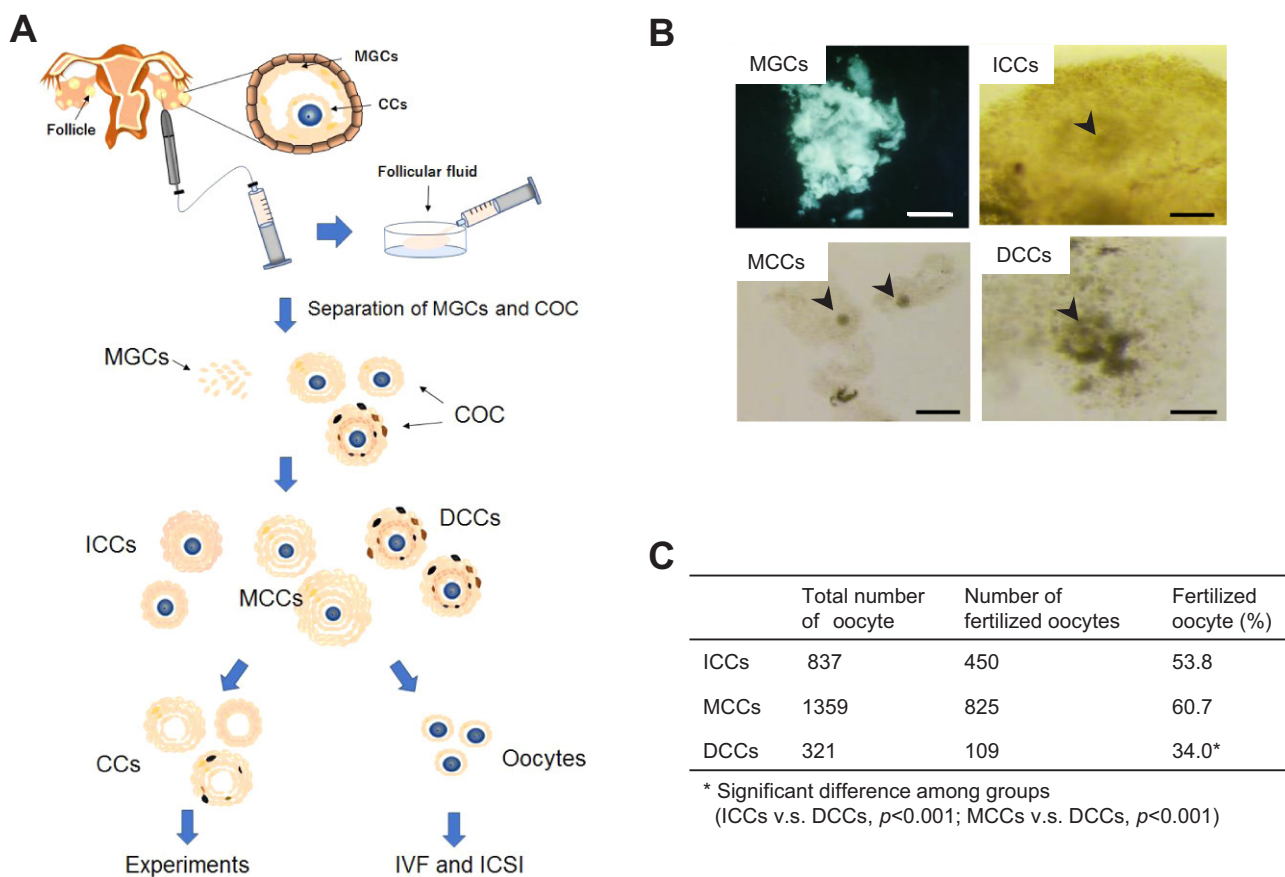 A
MGCs
CCs
Follicle
Follicular fluid
Separation of MGCs and COC
MGCs
COC
DCCs
ICCs
MCCs
CCs
Oocytes
Experiments
IVF and ICSI
B
MGCs
ICCs
MCCs
DCCs
C
Total number of oocyte
Number of fertilized oocytes
Fertilized oocyte (%)
ICCs 837 450 53.8
MCCs 1359 825 60.7
DCCs 321 109 34.0*
* Significant difference among groups
(ICCs v.s. DCCs, p<0.001; MCCs v.s. DCCs, p<0.001)